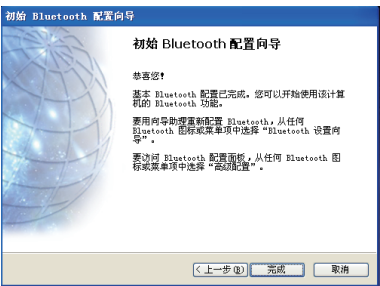 初始 Bluetooth 配置向导
初始 Bluetooth 配置向导
恭喜您！
基本 Bluetooth 配置已完成。您可以开始使用该计算
机的 Bluetooth 功能。
要用向导助理重新配置 Bluetooth，从任何
Bluetooth 图标或菜单项中选择“Bluetooth 设置向
导”。
要访问 Bluetooth 配置面板，从任何 Bluetooth 图
标或菜单项中选择“高级配置”。
<上一步(B) 完成 取消